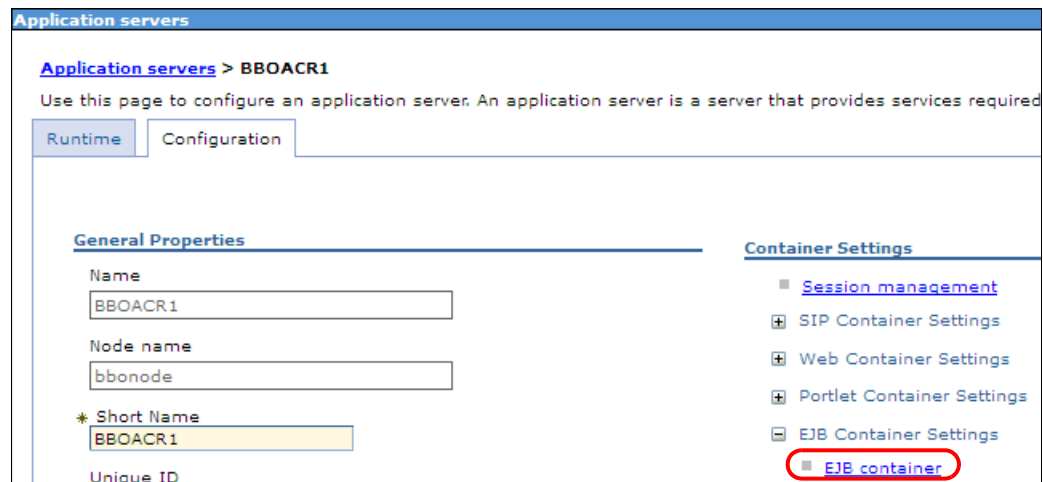 Application servers
Application servers > BBOACR1
Use this page to configure an application server. An application server is a server that provides services required
Runtime
Configuration
General Properties
Name
BBOACR1
Node name
bbonode
* Short Name
BBOACR1
Unique ID
Container Settings
Session management
SIP Container Settings
Web Container Settings
Portlet Container Settings
EJB Container Settings
EJB container